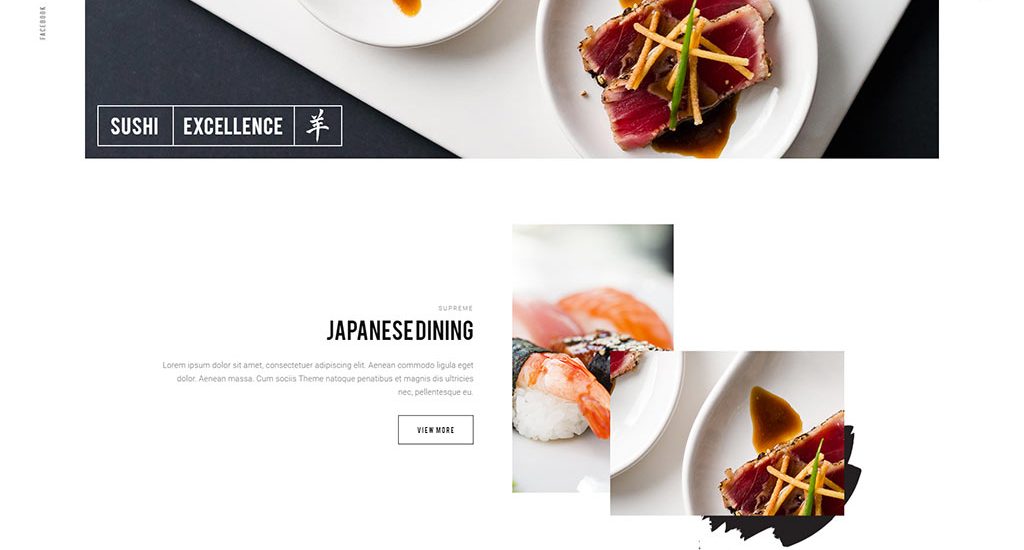 FACEBOOK
SUSHI EXCELLENCE 羊
SUPREME
JAPANESE DINING
Lorem ipsum dolor sit amet, consectetuer adipiscing elit. Aenean commodo ligula eget
dolor. Aenean massa. Cum sociis Theme natoque penatibus et magnis dis ultricies
nec, pellentesque eu.
VIEW MORE